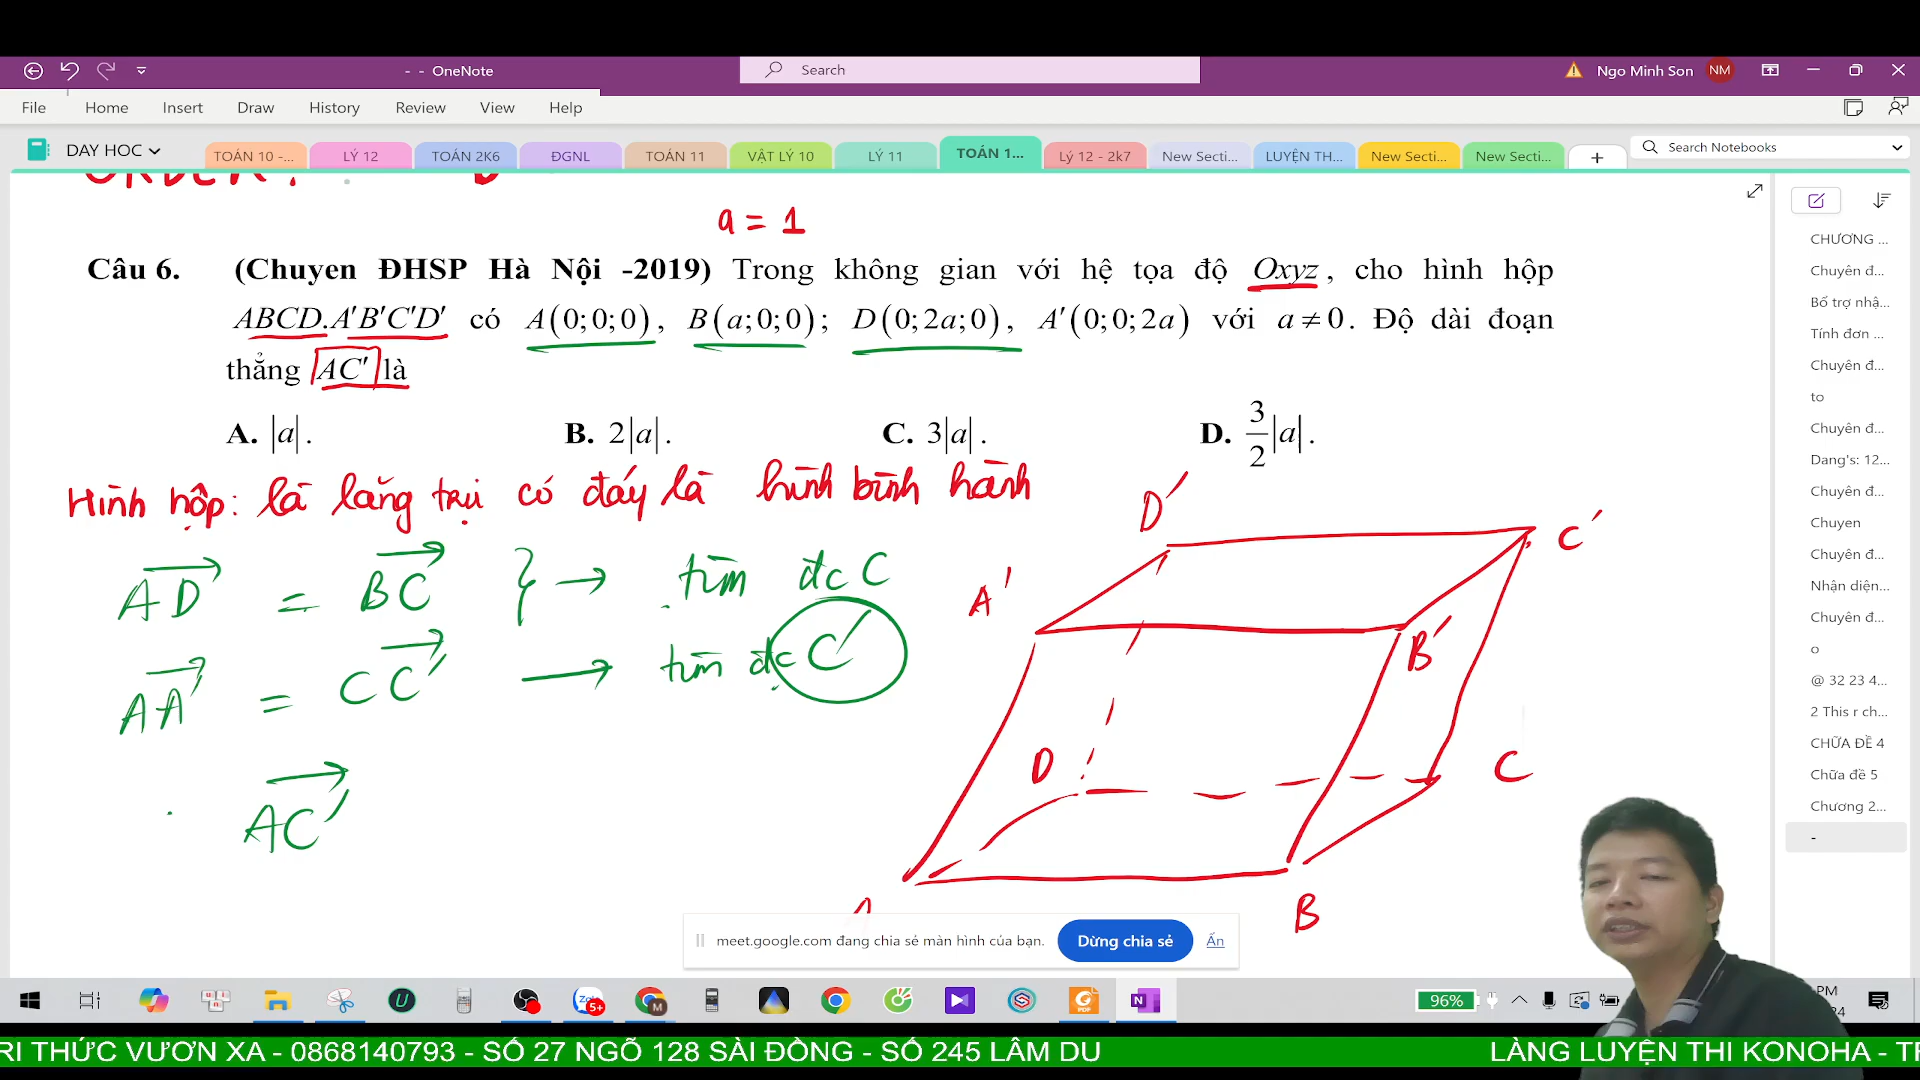 - - OneNote
Search
Ngo Minh Son NM
File Home Insert Draw History Review View Help
DAY HOC
TOÁN 10 -... LÝ 12 TOÁN 2K6 ĐGNL TOÁN 11 VẬT LÝ 10 LÝ 11 TOÁN 1... Lý 12 - 2k7 New Secti... LUYỆN TH... New Secti... New Secti... +
Search Notebooks
a = 1
Câu 6. (Chuyen ĐHSP Hà Nội -2019) Trong không gian với hệ tọa độ Oxyz, cho hình hộp
ABCD.A'B'C'D' có A(0;0;0), B(a;0;0); D(0;2a;0), A'(0;0;2a) với a≠0. Độ dài đoạn
thẳng AC' là
A. |a|. B. 2|a|. C. 3|a|. D. 3/2|a|.
Hình hộp: là lăng trụ có đáy là hình bình hành
AD = BC } → tìm đc C
AA' = CC' → tìm đc C'
AC'
D'
C'
A'
B'
D
C
B
CHƯƠNG ...
Chuyên đ...
Bố trợ nhậ...
Tính đơn ...
Chuyên đ...
to
Chuyên đ...
Dang's: 12...
Chuyên đ...
Chuyen
Chuyên đ...
Nhận diện...
Chuyên đ...
o
@ 32 23 4...
2 This r ch...
CHỮA ĐỀ 4
Chữa đề 5
Chương 2...
-
meet.google.com đang chia sẻ màn hình của bạn. Dừng chia sẻ Ẩn
96%
PM
RI THỨC VƯƠN XA - 0868140793 - SỐ 27 NGÕ 128 SÀI ĐỒNG - SỐ 245 LÂM DU LÀNG LUYỆN THI KONOHA - TR